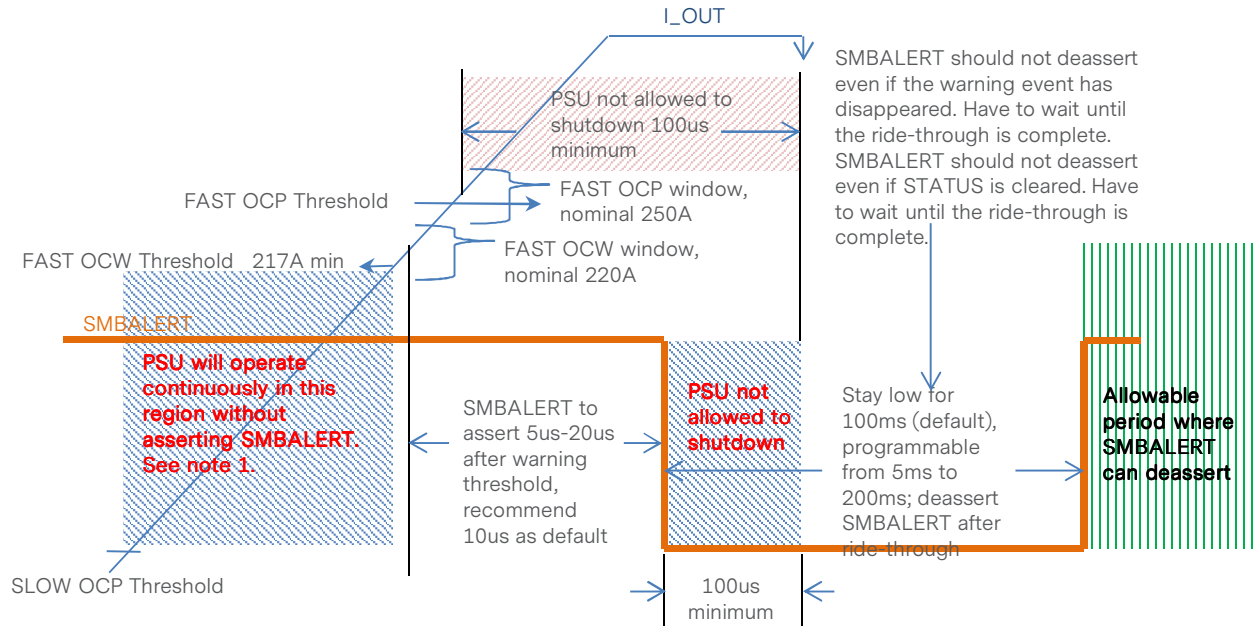 I_OUT
SMBALERT should not deassert
even if the warning event has
disappeared. Have to wait until
the ride-through is complete.
SMBALERT should not deassert
even if STATUS is cleared. Have
to wait until the ride-through is
complete.
PSU not allowed to
shutdown 100us
minimum
FAST OCP Threshold
FAST OCP window,
nominal 250A
FAST OCW Threshold 217A min
FAST OCW window,
nominal 220A
SMBALERT
PSU will operate
continuously in this
region without
asserting SMBALERT.
See note 1.
SMBALERT to
assert 5us-20us
after warning
threshold,
recommend
10us as default
PSU not
allowed to
shutdown
Stay low for
100ms (default),
programmable
from 5ms to
200ms; deassert
SMBALERT after
ride-through
Allowable
period where
SMBALERT
can deassert
SLOW OCP Threshold
100us
minimum